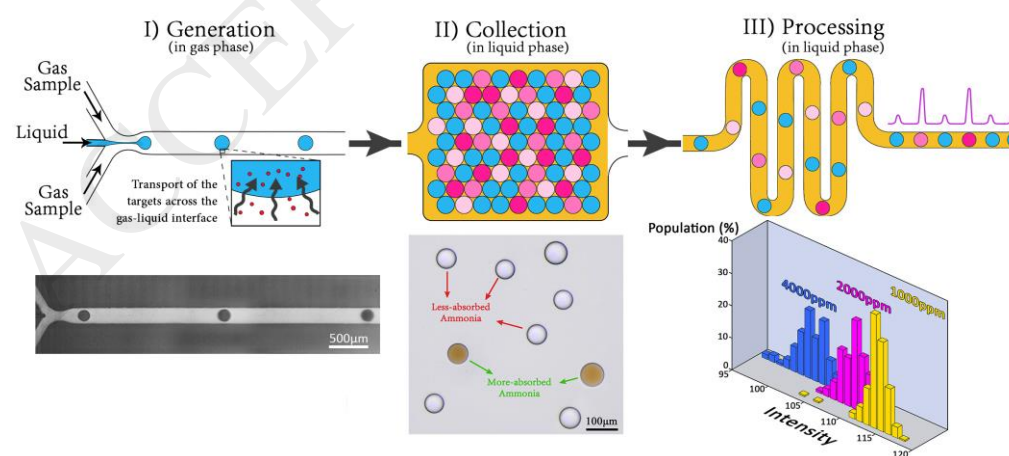 ACCEP
I) Generation
(in gas phase)
II) Collection
(in liquid phase)
III) Processing
(in liquid phase)
Gas
Sample
Liquid
Gas
Sample
Transport of the
targets across the
gas-liquid interface
500μm
Less-absorbed
Ammonia
More-absorbed
Ammonia
100μm
Population (%)
40
30
20
10
0
4000ppm
2000ppm
1000ppm
95
100
105
110
115
120
Intensity